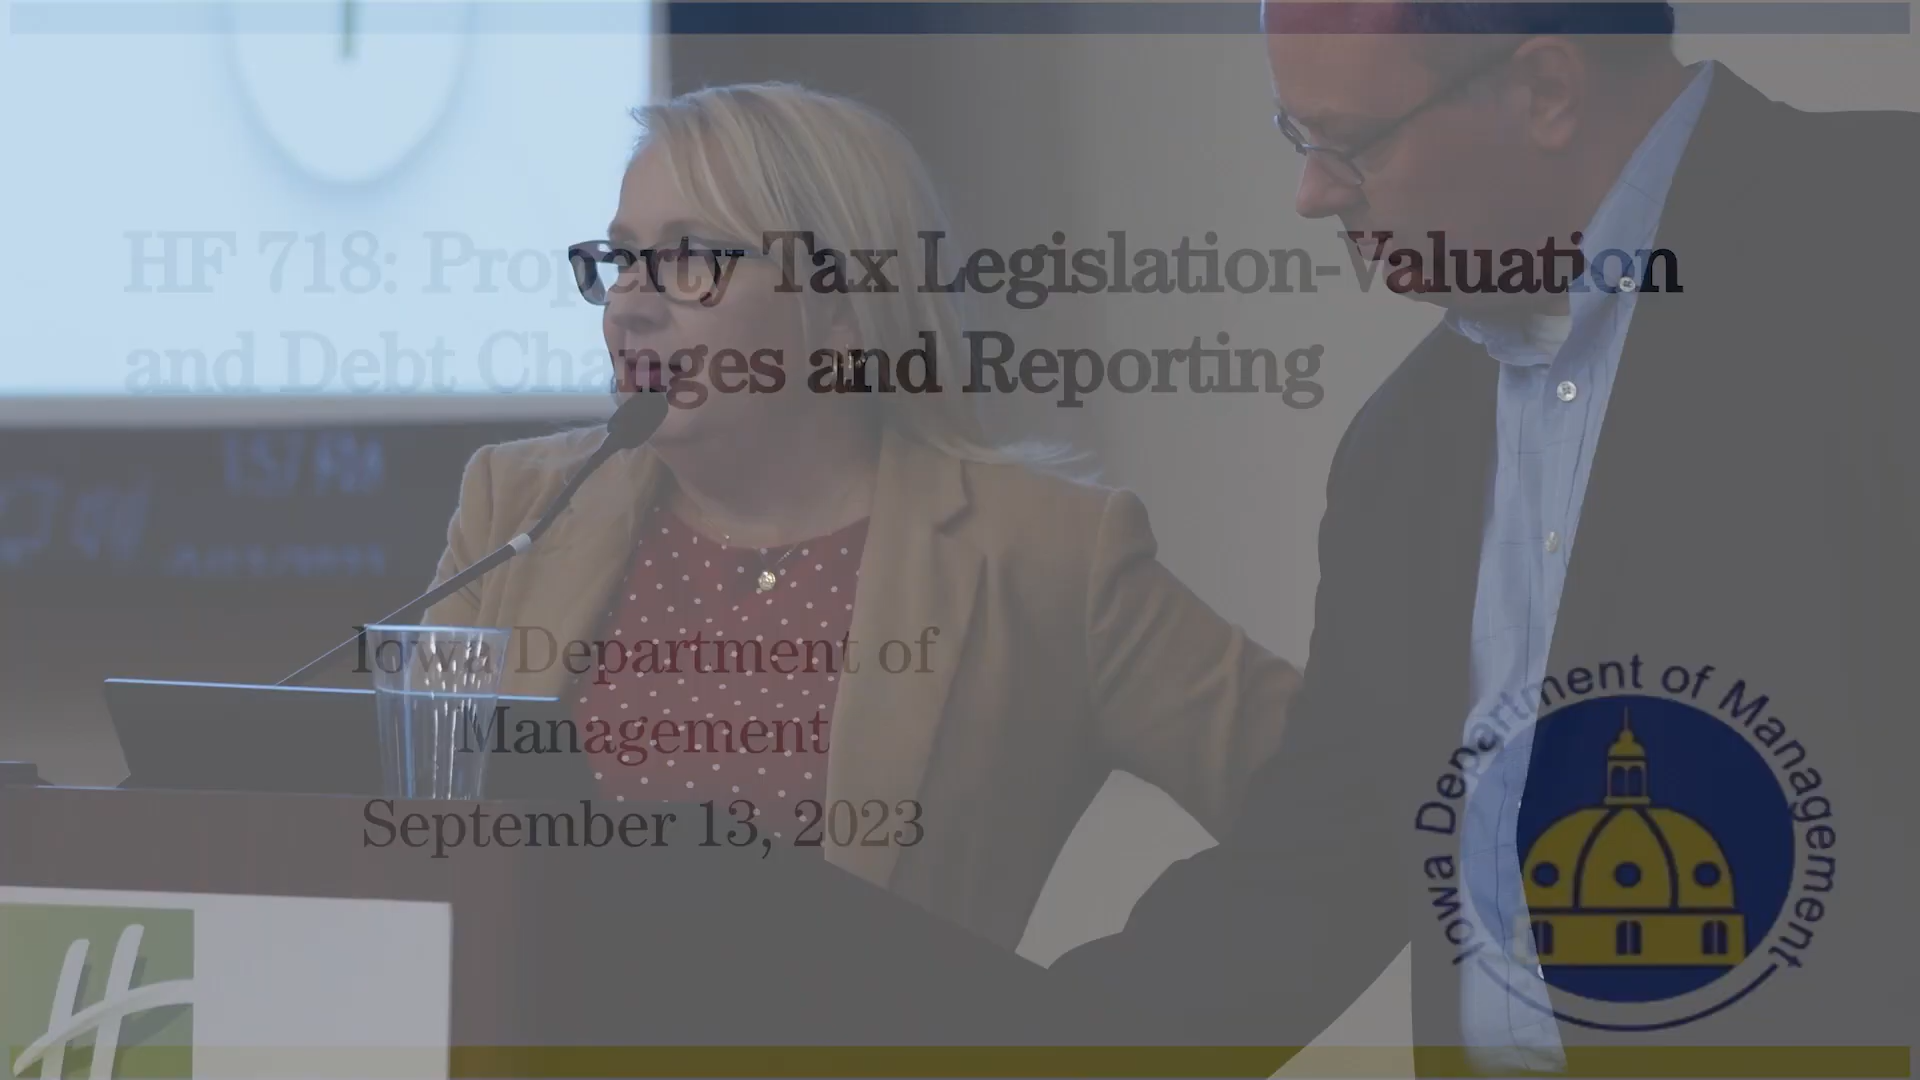 HF 718: Property Tax Legislation-Valuation
and Debt Changes and Reporting
Iowa Department of
Management
September 13, 2023
Iowa Department of Management
H